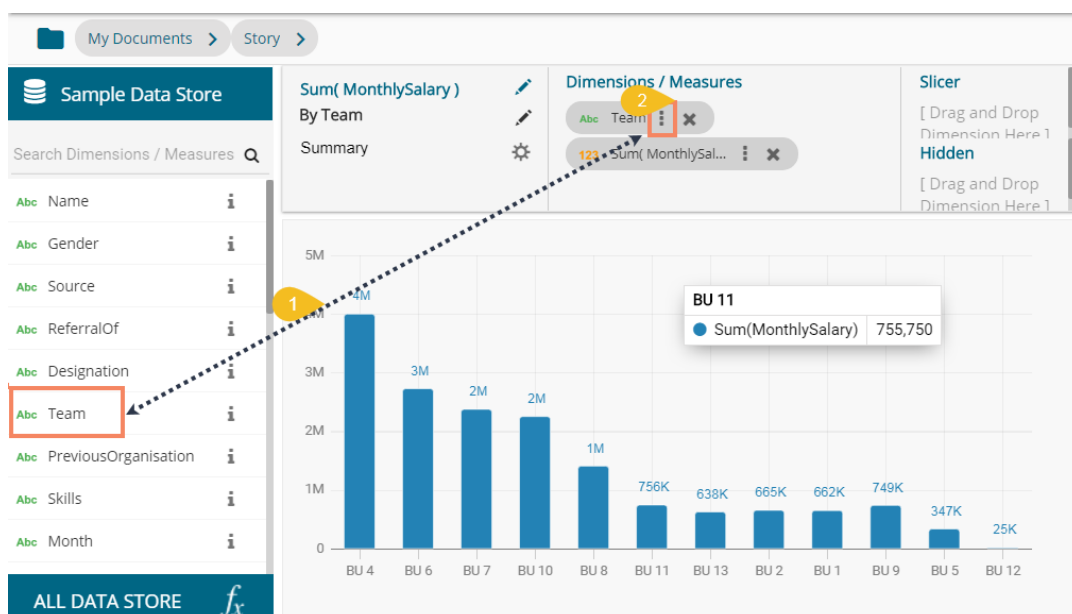 My Documents > Story >
Sample Data Store
Search Dimensions / Measures
Abc Name i
Abc Gender i
Abc Source i
Abc ReferralOf i
Abc Designation i
Abc Team i
Abc PreviousOrganisation i
Abc Skills i
Abc Month i
ALL DATA STORE fx
Sum( MonthlySalary )
By Team
Summary
Dimensions / Measures
2
Abc Team
123 Sum( MonthlySal...
Slicer
[ Drag and Drop
Dimension Here ]
Hidden
[ Drag and Drop
Dimension Here ]
1
5M
3M
2M
1M
0
4M
3M
2M
2M
1M
756K
638K
665K
662K
749K
347K
25K
BU 11
Sum(MonthlySalary) 755,750
BU 4 BU 6 BU 7 BU 10 BU 8 BU 11 BU 13 BU 2 BU 1 BU 9 BU 5 BU 12